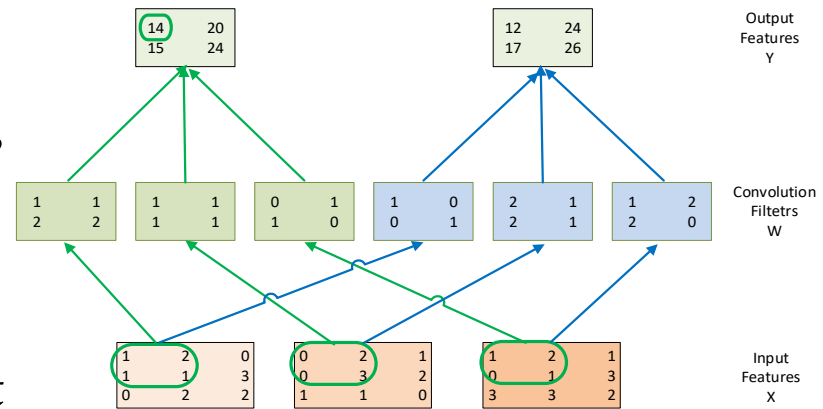 14 20
15 24
12 24
17 26
Output
Features
Y
1 1
2 2
1 1
1 1
0 1
1 0
1 0
0 1
2 1
2 1
1 2
2 0
Convolution
Filtetrs
W
1 2 0
1 1 3
0 2 2
0 2 1
0 3 2
1 1 0
1 2 1
0 1 3
3 3 2
Input
Features
X